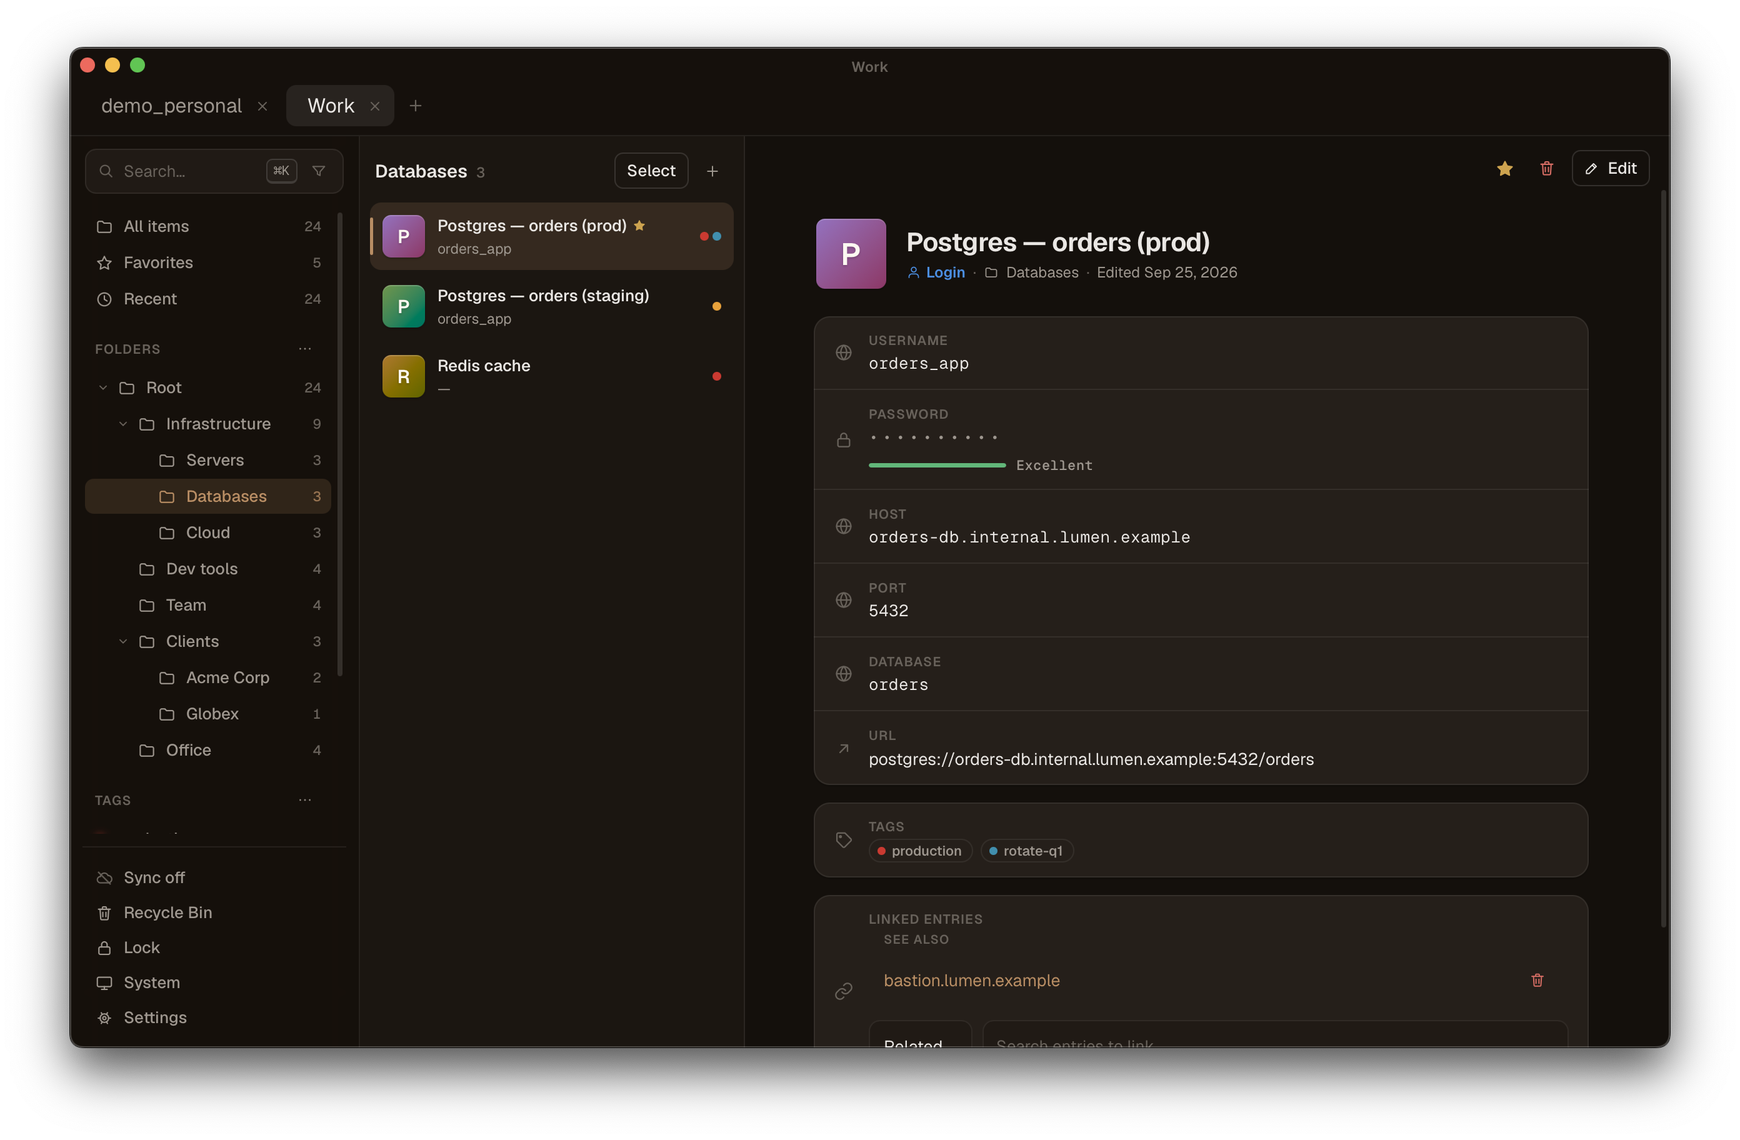 Work
demo_personal
Work
Search...
⌘K
All items 24
Favorites 5
Recent 24
FOLDERS
Root 24
Infrastructure 9
Servers 3
Databases 3
Cloud 3
Dev tools 4
Team 4
Clients 3
Acme Corp 2
Globex 1
Office 4
TAGS
Sync off
Recycle Bin
Lock
System
Settings
Databases 3
Select
Postgres — orders (prod)
orders_app
Postgres — orders (staging)
orders_app
Redis cache
—
P
P
R
Edit
P
Postgres — orders (prod)
Login · Databases · Edited Sep 25, 2026
USERNAME
orders_app
PASSWORD
• • • • • • • • • • •
Excellent
HOST
orders-db.internal.lumen.example
PORT
5432
DATABASE
orders
URL
postgres://orders-db.internal.lumen.example:5432/orders
TAGS
production rotate-q1
LINKED ENTRIES
SEE ALSO
bastion.lumen.example
Related
Search entries to link